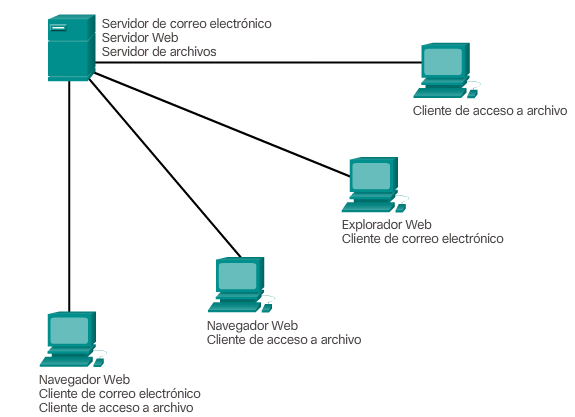 Servidor de correo electrónico
Servidor Web
Servidor de archivos
Cliente de acceso a archivo
Explorador Web
Cliente de correo electrónico
Navegador Web
Cliente de acceso a archivo
Navegador Web
Cliente de correo electrónico
Cliente de acceso a archivo